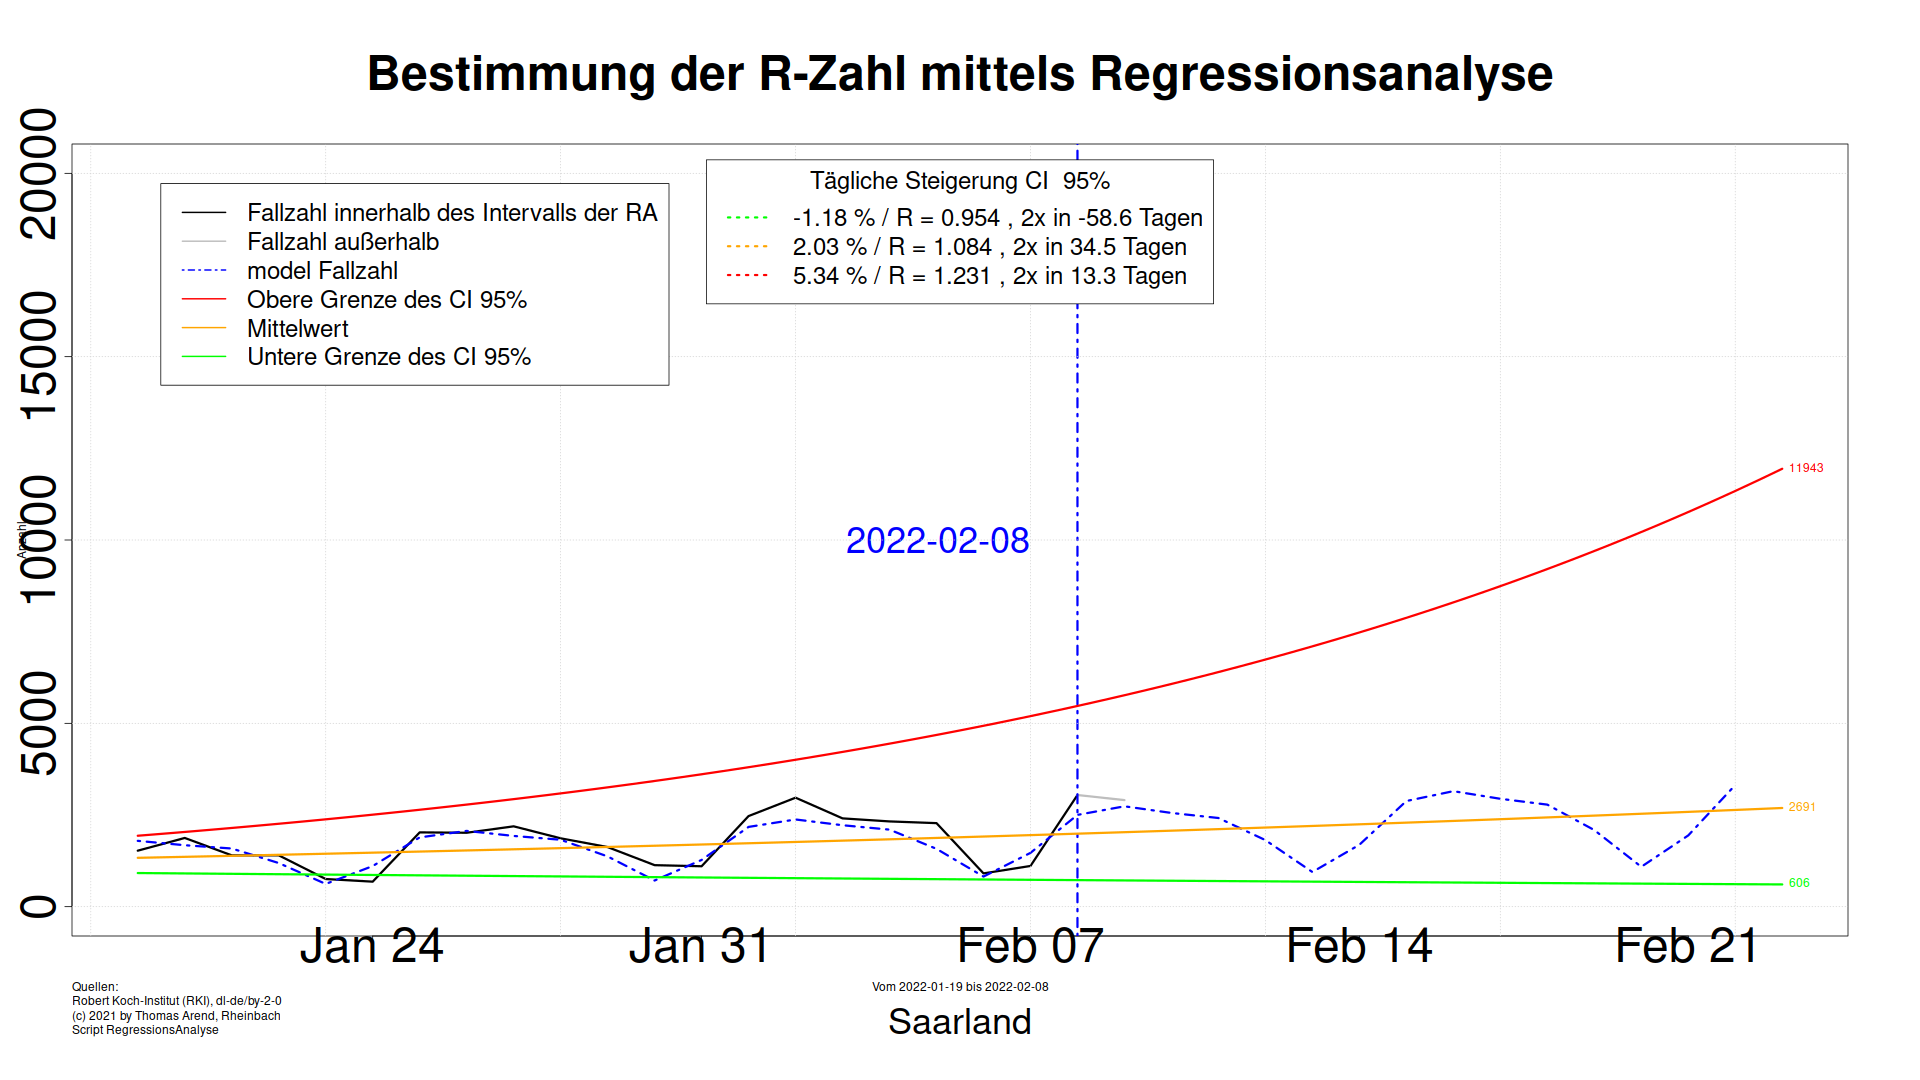 Bestimmung der R-Zahl mittels Regressionsanalyse
20000
15000
10000
5000
0
Anzahl
Fallzahl innerhalb des Intervalls der RA
Fallzahl außerhalb
model Fallzahl
Obere Grenze des CI 95%
Mittelwert
Untere Grenze des CI 95%
Tägliche Steigerung CI  95%
-1.18 % / R = 0.954 , 2x in -58.6 Tagen
2.03 % / R = 1.084 , 2x in 34.5 Tagen
5.34 % / R = 1.231 , 2x in 13.3 Tagen
2022-02-08
11943
2691
606
Jan 24
Jan 31
Feb 07
Feb 14
Feb 21
Quellen:
Robert Koch-Institut (RKI), dl-de/by-2-0
(c) 2021 by Thomas Arend, Rheinbach
Script RegressionsAnalyse
Vom 2022-01-19 bis 2022-02-08
Saarland